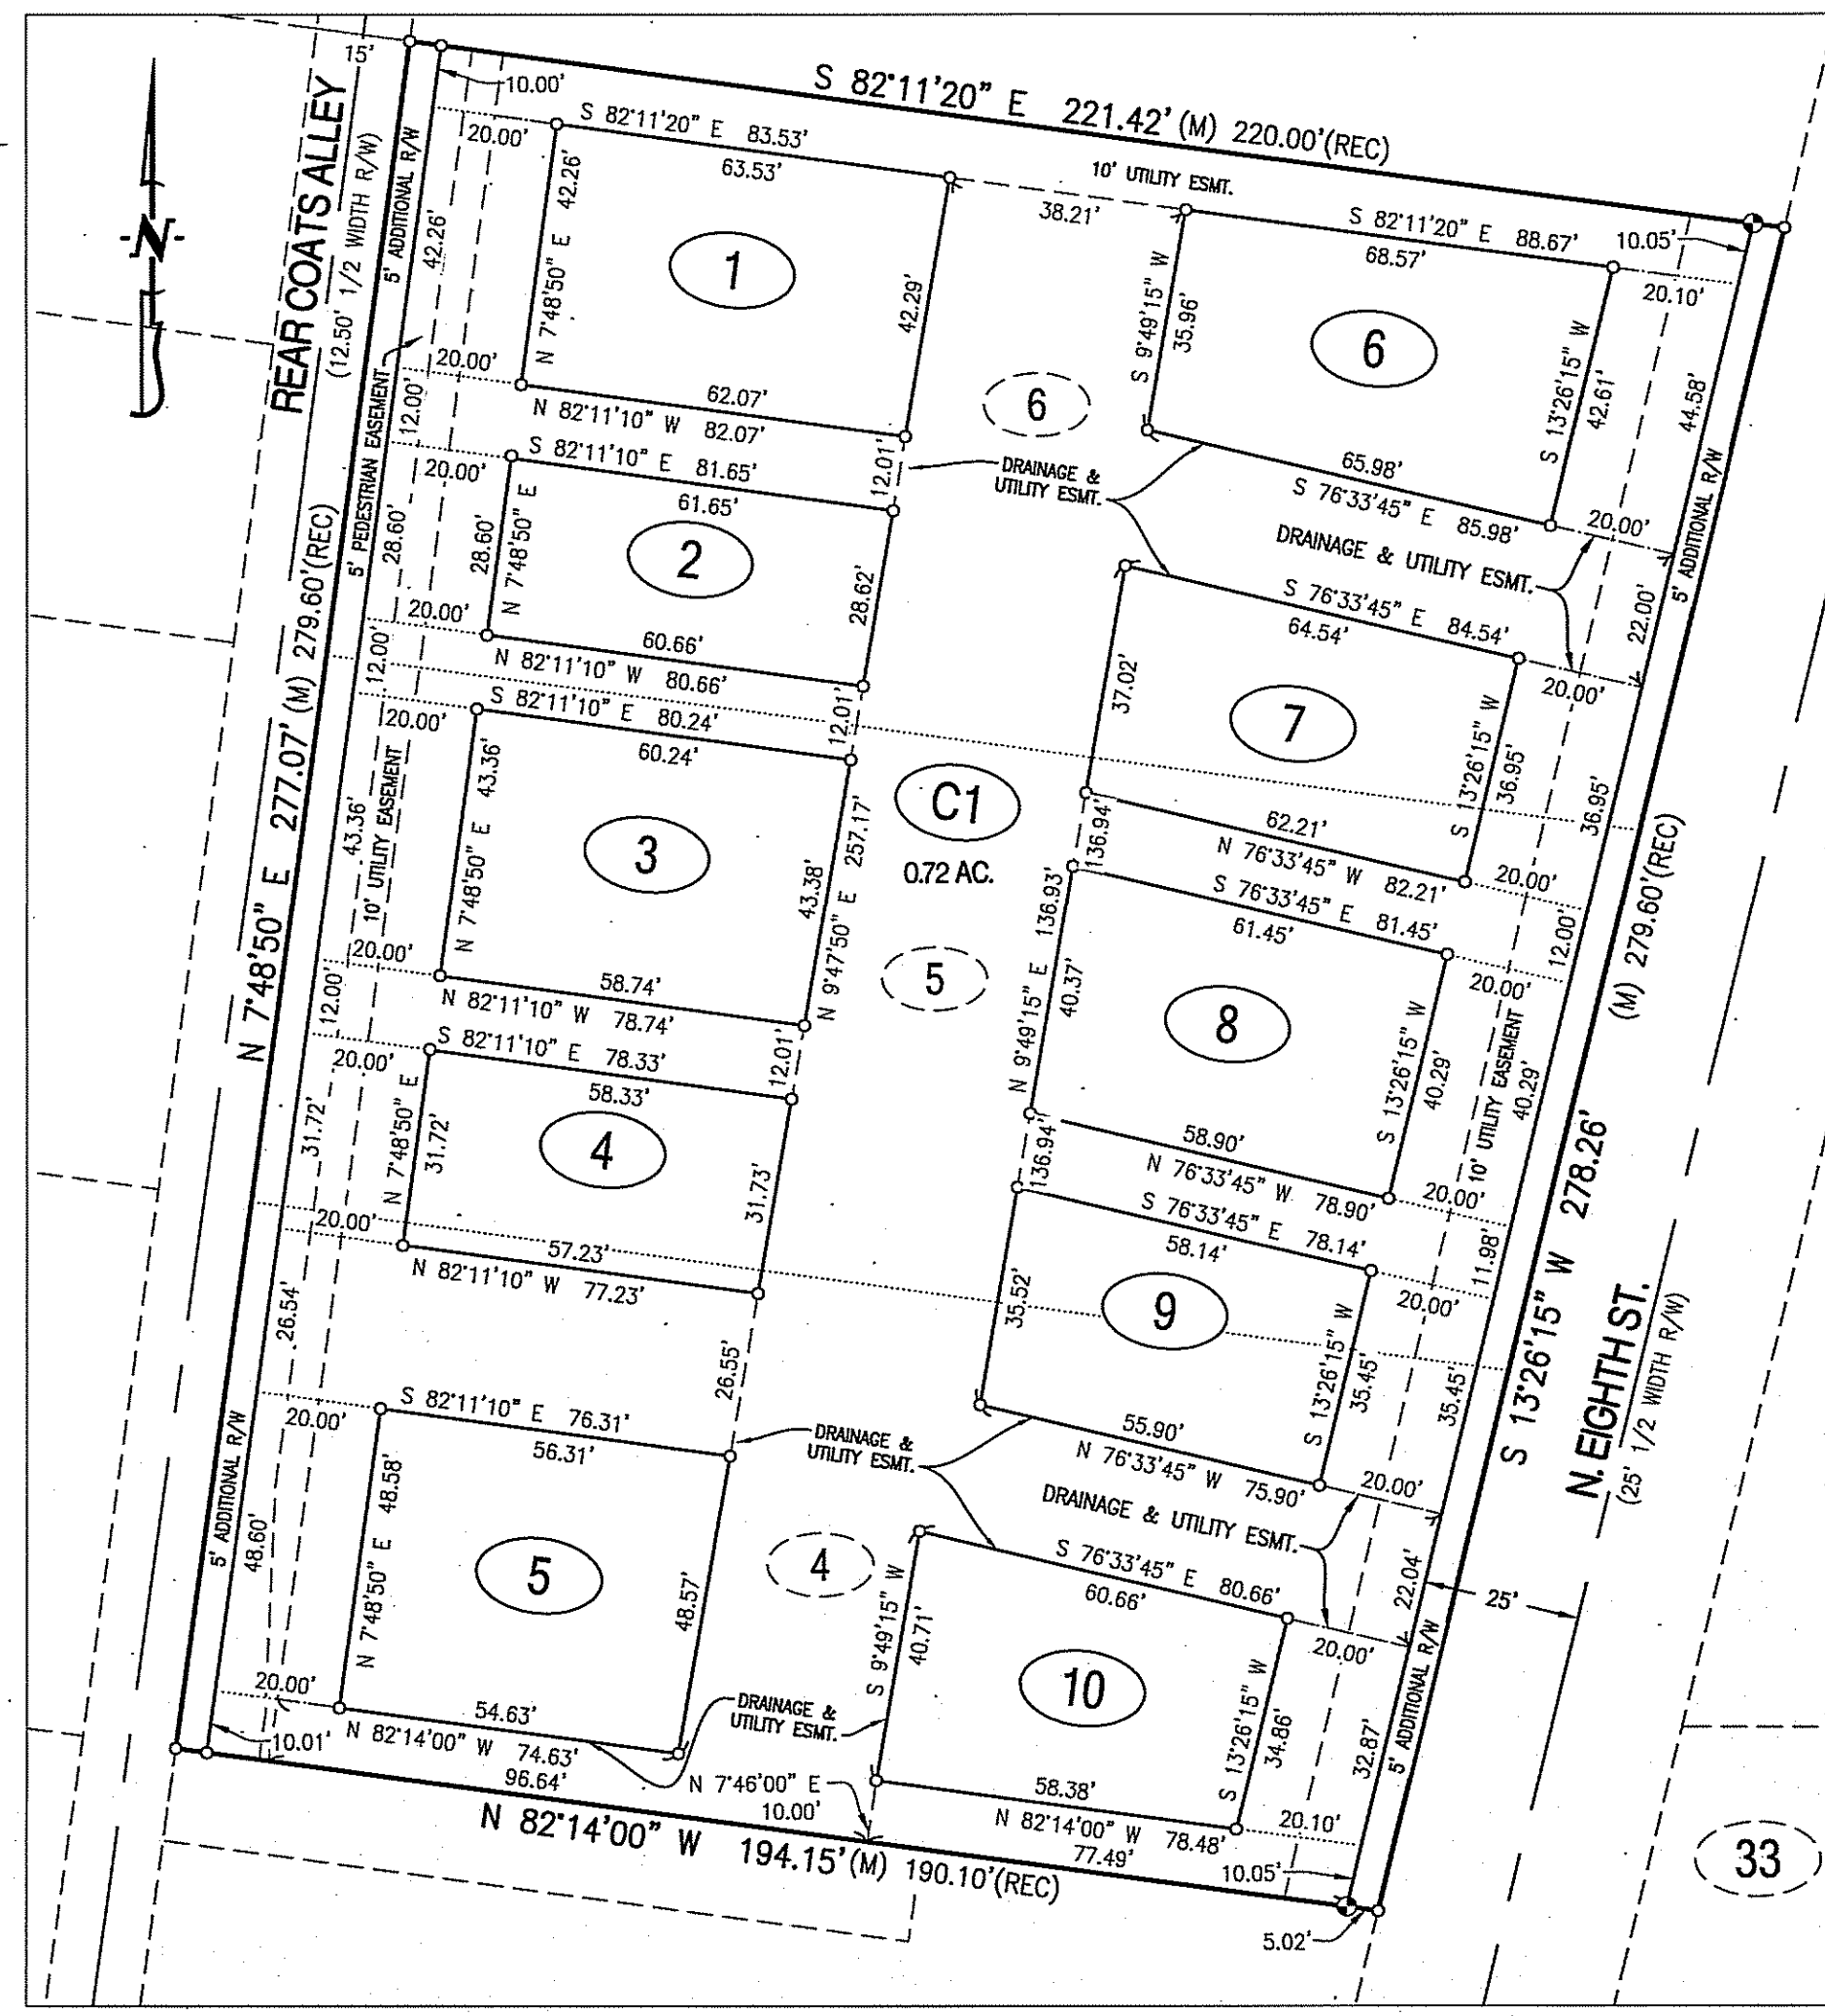 15'
10.00'
S 82°11'20" E 221.42' (M) 220.00'(REC)
REAR COATS ALLEY
(12.50' 1/2 WIDTH R/W)
5' ADDITIONAL R/W
N
20.00'
S 82°11'20" E 83.53'
63.53'
10' UTILITY ESMT.
38.21'
S 82°11'20" E 88.67'
68.57'
10.05'
20.10'
42.26'
N 7°48'50" E 42.26'
1
42.29'
S 9°49'15" W
35.96'
6
S 13°26'15" W
42.61'
44.58'
20.00'
62.07'
N 82°11'10" W 82.07'
12.00'
12.01'
6
DRAINAGE &
UTILITY ESMT.
65.98'
S 76°33'45" E 85.98'
20.00'
5' PEDESTRIAN EASEMENT
20.00'
S 82°11'10" E 81.65'
61.65'
28.60'
28.60'
N 7°48'50" E
2
28.62'
DRAINAGE & UTILITY ESMT.
5' ADDITIONAL R/W
22.00'
20.00'
60.66'
N 82°11'10" W 80.66'
S 76°33'45" E 84.54'
64.54'
20.00'
12.00'
12.01'
37.02'
7
S 13°26'15" W
36.95'
36.95'
N 7°48'50" E 277.07' (M) 279.60'(REC)
20.00'
S 82°11'10" E 80.24'
60.24'
10' UTILITY EASEMENT
43.36'
N 7°48'50" E 43.36'
3
43.38'
N 9°47'50" E 257.17'
C1
0.72 AC.
136.94'
62.21'
N 76°33'45" W 82.21'
20.00'
12.00'
(M) 279.60'(REC)
136.93'
S 76°33'45" E 81.45'
61.45'
20.00'
20.00'
58.74'
N 82°11'10" W 78.74'
12.00'
12.01'
5
N 9°49'15" E
40.37'
8
S 13°26'15" W
40.29'
10' UTILITY EASEMENT
40.29'
20.00'
S 82°11'10" E 78.33'
58.33'
31.72'
N 7°48'50" E
31.72'
4
31.73'
136.94'
58.90'
N 76°33'45" W 78.90'
20.00'
S 13°26'15" W 278.26'
S 76°33'45" E 78.14'
58.14'
20.00'
11.98'
20.00'
57.23'
N 82°11'10" W 77.23'
26.54'
26.55'
35.52'
9
S 13°26'15" W
35.45'
35.45'
N. EIGHTH ST.
(25' 1/2 WIDTH R/W)
20.00'
S 82°11'10" E 76.31'
56.31'
DRAINAGE &
UTILITY ESMT.
55.90'
N 76°33'45" W 75.90'
20.00'
5' ADDITIONAL R/W
48.60'
N 7°48'50" E 48.58'
5
48.57'
4
DRAINAGE & UTILITY ESMT.
S 76°33'45" E 80.66'
60.66'
20.00'
22.04'
25'
S 9°49'15" W
40.71'
10
S 13°26'15" W
34.86'
32.87'
5' ADDITIONAL R/W
20.00'
54.63'
N 82°14'00" W 74.63'
96.64'
10.01'
DRAINAGE &
UTILITY ESMT.
N 7°46'00" E
10.00'
58.38'
N 82°14'00" W 78.48'
77.49'
20.10'
10.05'
N 82°14'00" W 194.15'(M) 190.10'(REC)
5.02'
33